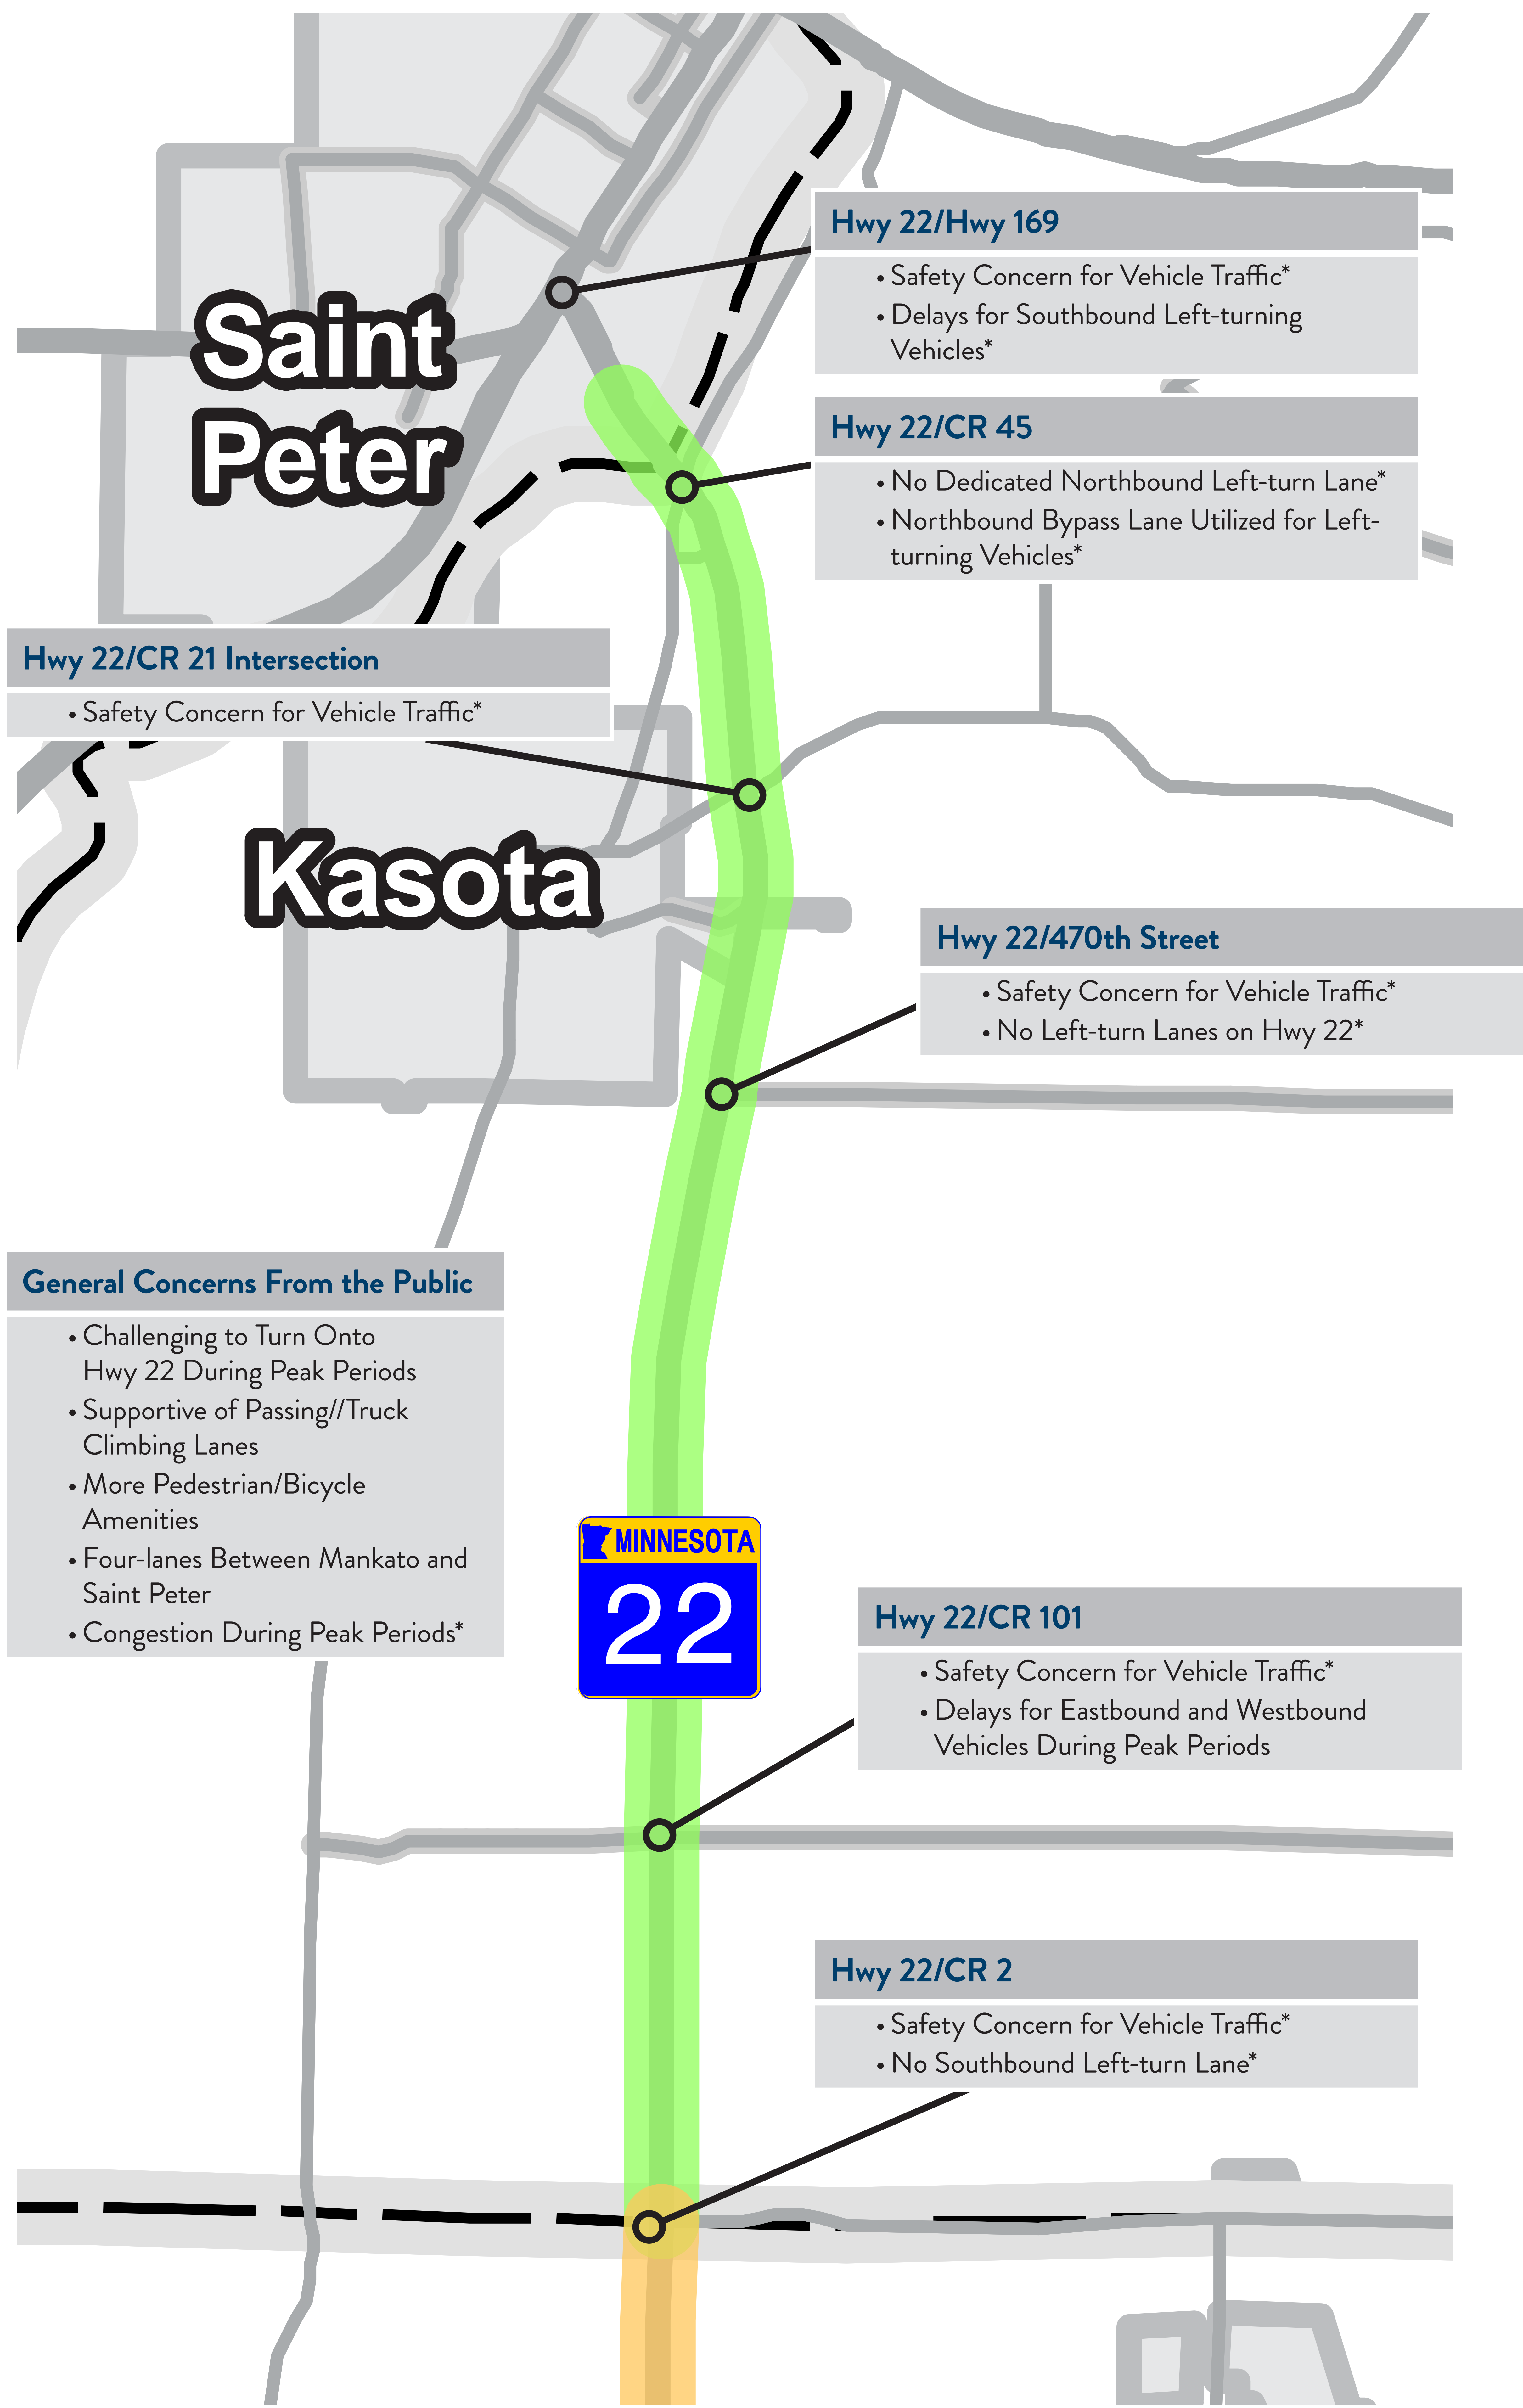 Hwy 22/Hwy 169
• Safety Concern for Vehicle Traffic*
• Delays for Southbound Left-turning
Vehicles*
Saint
Peter
Hwy 22/CR 45
• No Dedicated Northbound Left-turn Lane*
• Northbound Bypass Lane Utilized for Left-
turning Vehicles*
Hwy 22/CR 21 Intersection
• Safety Concern for Vehicle Traffic*
Kasota
Hwy 22/470th Street
• Safety Concern for Vehicle Traffic*
• No Left-turn Lanes on Hwy 22*
General Concerns From the Public
• Challenging to Turn Onto
Hwy 22 During Peak Periods
• Supportive of Passing//Truck
Climbing Lanes
• More Pedestrian/Bicycle
Amenities
• Four-lanes Between Mankato and
Saint Peter
• Congestion During Peak Periods*
MINNESOTA
22
Hwy 22/CR 101
• Safety Concern for Vehicle Traffic*
• Delays for Eastbound and Westbound
Vehicles During Peak Periods
Hwy 22/CR 2
• Safety Concern for Vehicle Traffic*
• No Southbound Left-turn Lane*